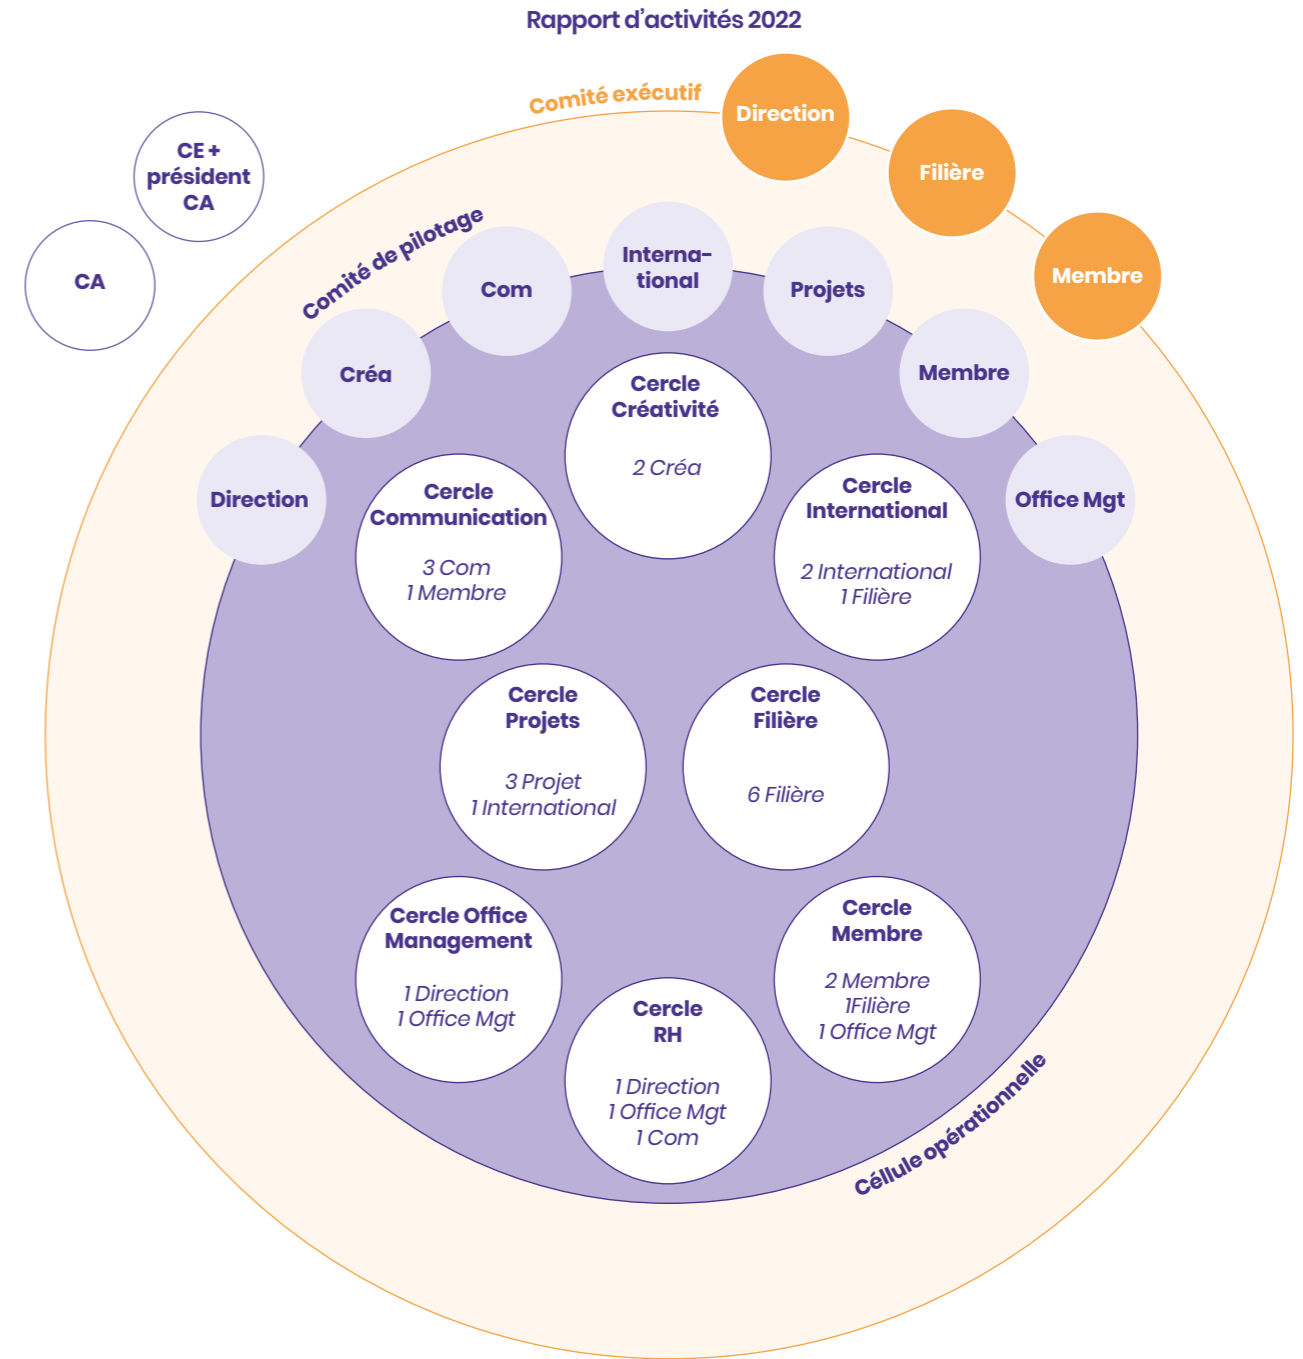 Rapport d’activités 2022
Comité exécutif
Direction
Filière
Membre
CE +
président
CA
CA
Comité de pilotage
Direction
Créa
Com
Interna-
tional
Projets
Membre
Office Mgt
Cercle
Créativité
2 Créa
Cercle
Communication
3 Com
1 Membre
Cercle
International
2 International
1 Filière
Cercle
Projets
3 Projet
1 International
Cercle
Filière
6 Filière
Cercle Office
Management
1 Direction
1 Office Mgt
Cercle
Membre
2 Membre
1Filière
1 Office Mgt
Cercle
RH
1 Direction
1 Office Mgt
1 Com
Céllule opérationnelle